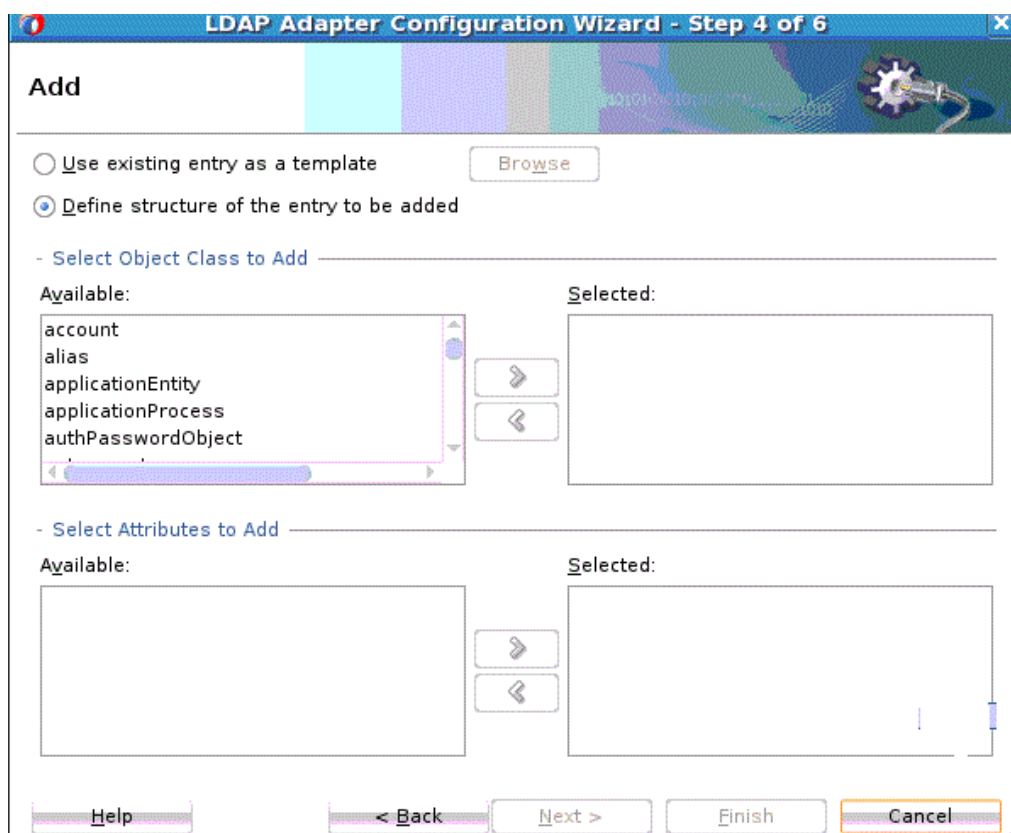 LDAP Adapter Configuration Wizard - Step 4 of 6
Add
Use existing entry as a template
Browse
Define structure of the entry to be added
Select Object Class to Add
Available:
Selected:
account
alias
applicationEntity
applicationProcess
authPasswordObject
Select Attributes to Add
Available:
Selected:
Help
< Back
Next >
Finish
Cancel